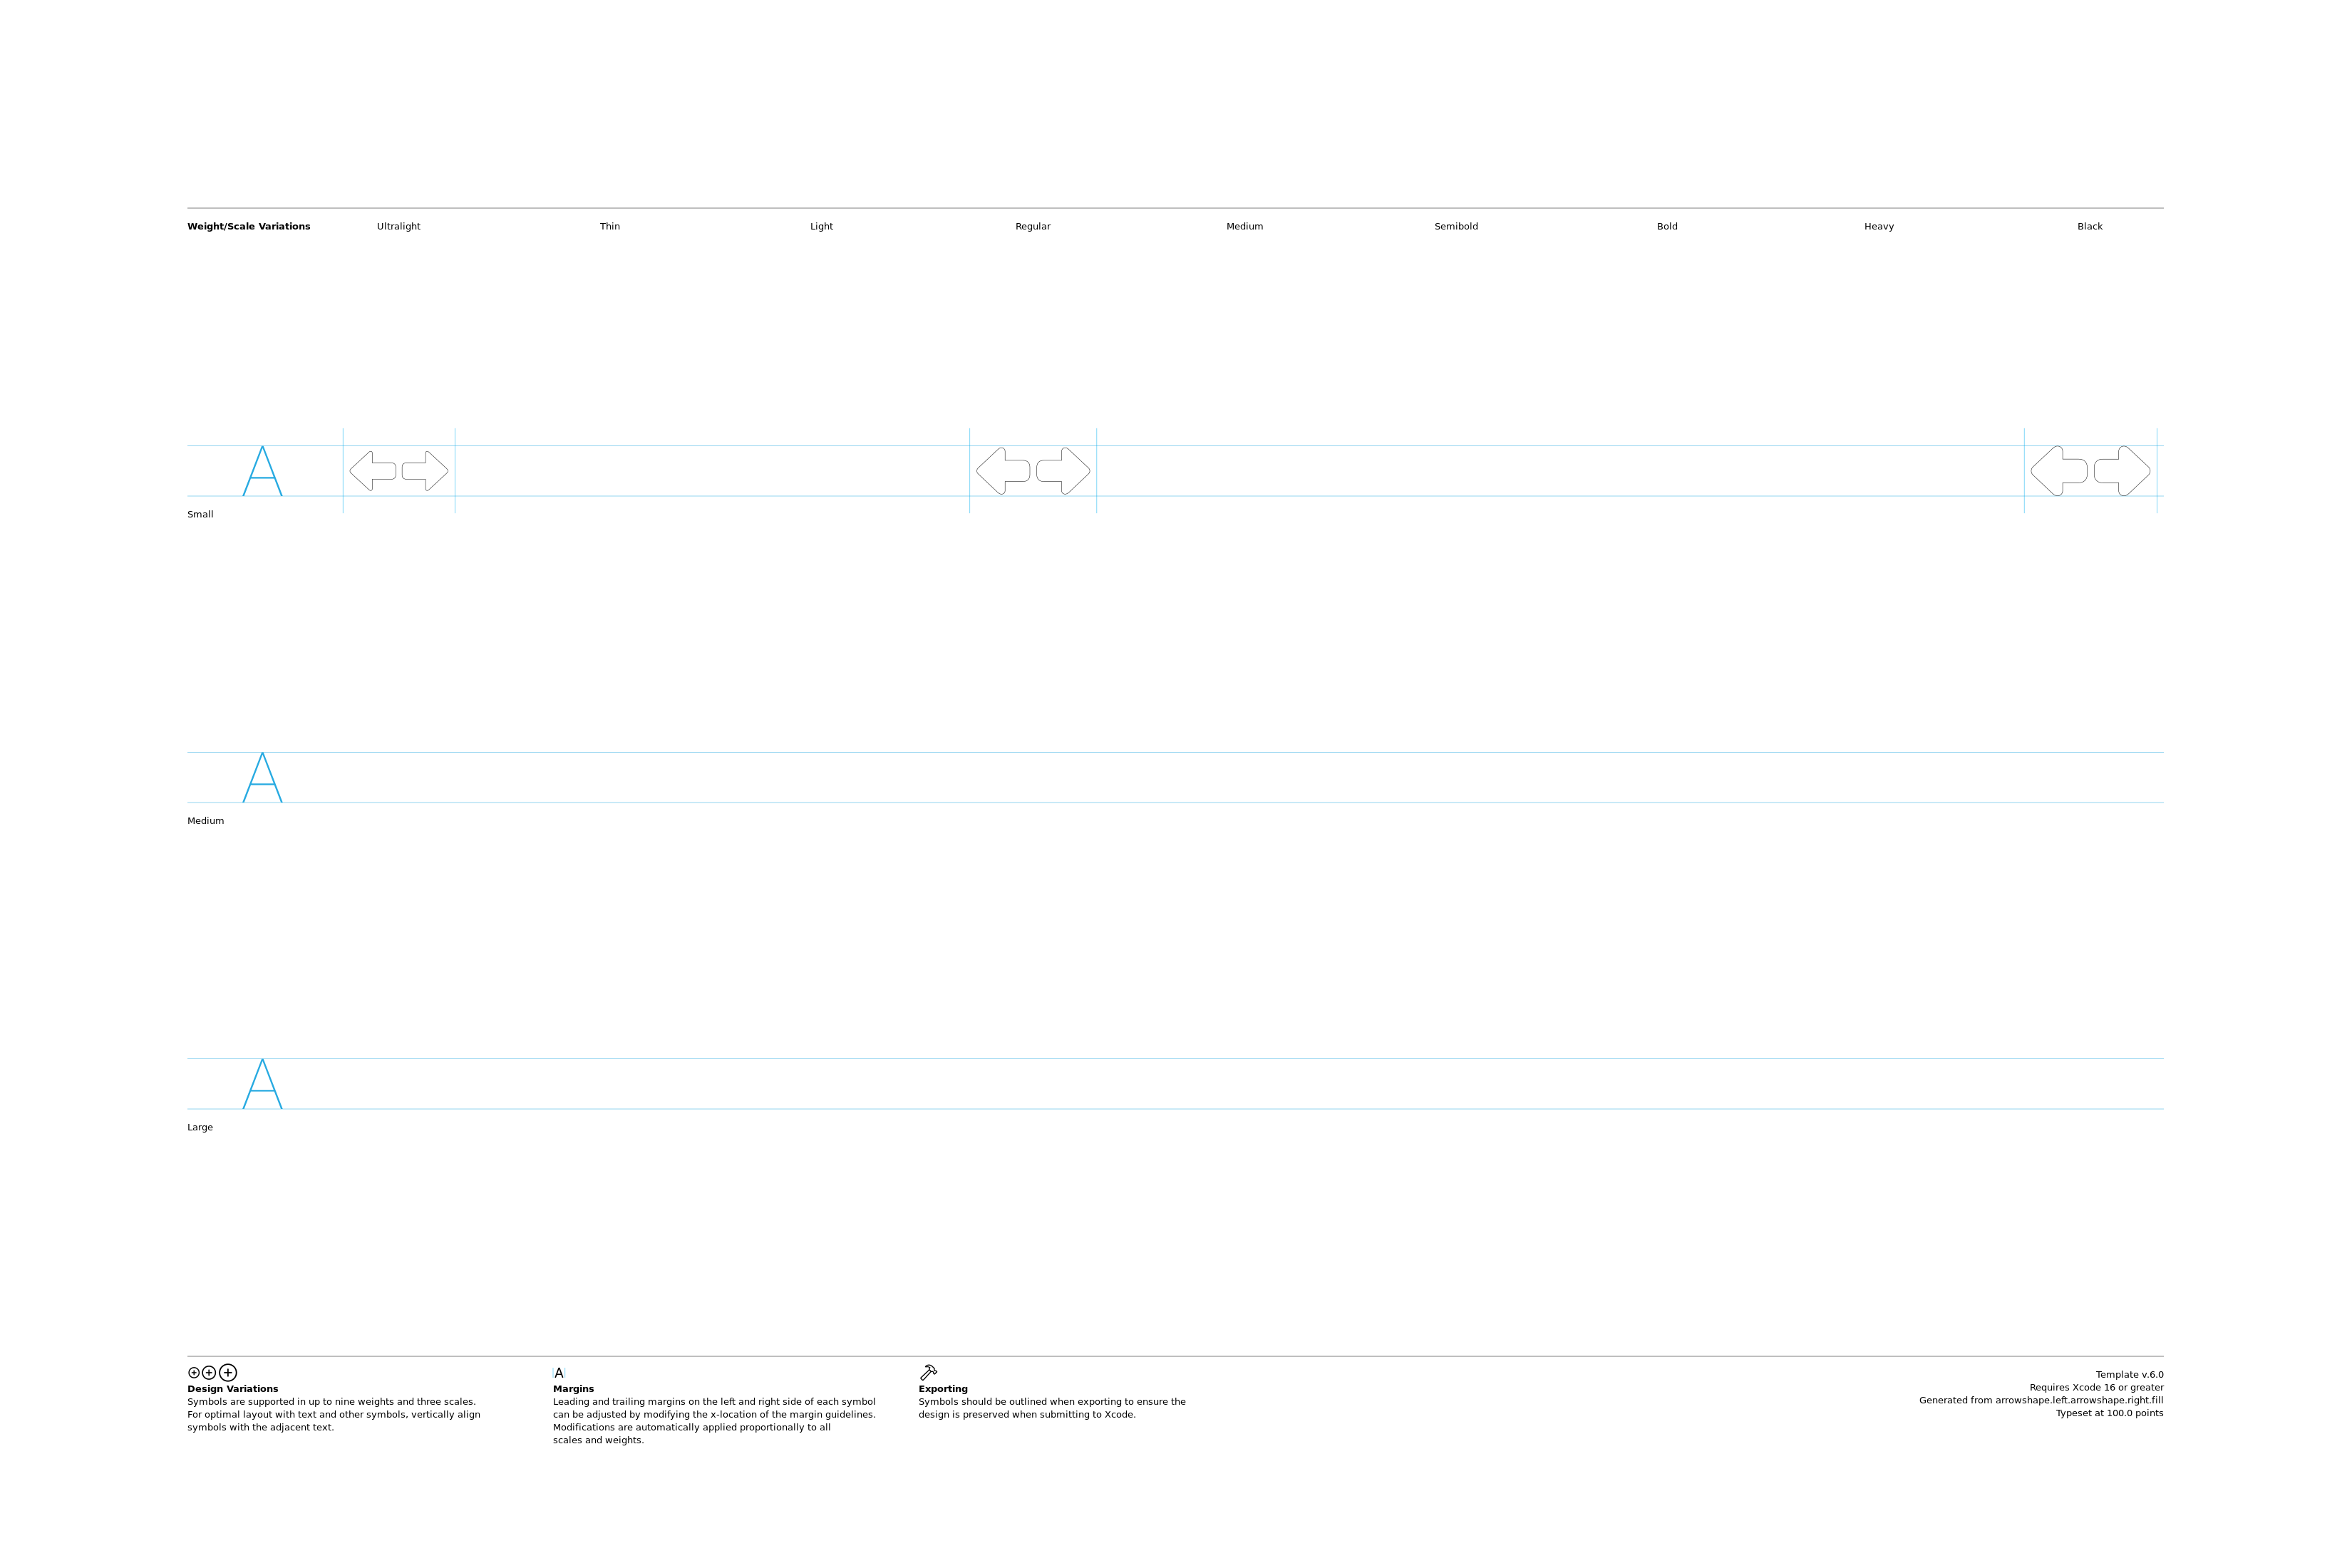 Weight/Scale Variations Ultralight Thin Light Regular Medium Semibold Bold Heavy Black
A
Small
A
Medium
A
Large
Design Variations
Symbols are supported in up to nine weights and three scales.
For optimal layout with text and other symbols, vertically align
symbols with the adjacent text.
A
Margins
Leading and trailing margins on the left and right side of each symbol
can be adjusted by modifying the x-location of the margin guidelines.
Modifications are automatically applied proportionally to all
scales and weights.
Exporting
Symbols should be outlined when exporting to ensure the
design is preserved when submitting to Xcode.
Template v.6.0
Requires Xcode 16 or greater
Generated from arrowshape.left.arrowshape.right.fill
Typeset at 100.0 points